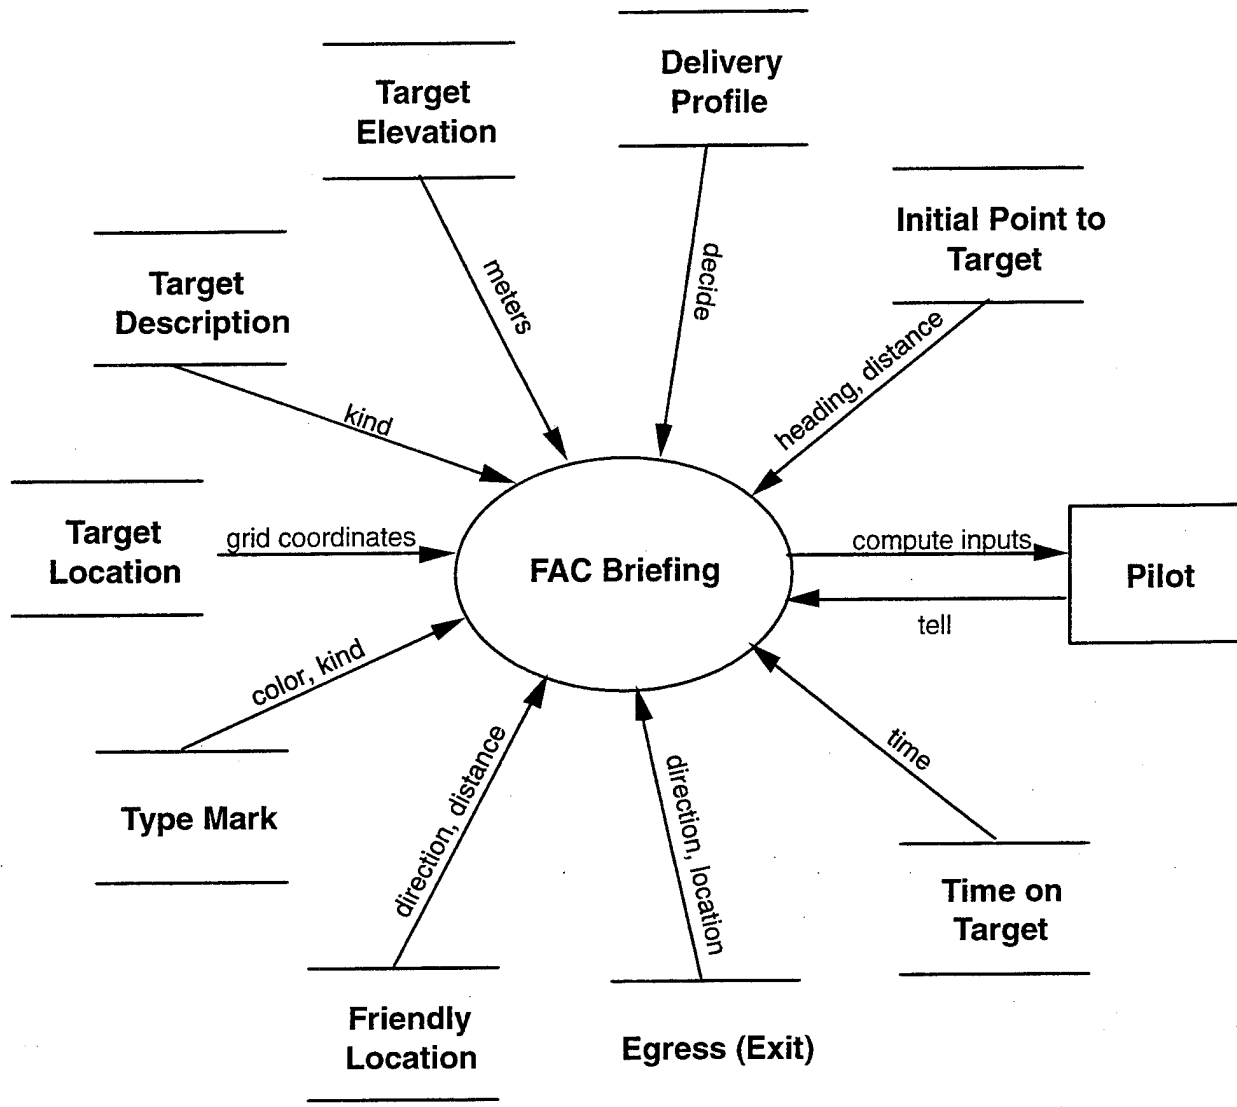 Delivery
Profile
Target
Elevation
Initial Point to
Target
Target
Description
decide
meters
heading, distance
kind
Target
Location
grid coordinates
FAC Briefing
compute inputs
Pilot
tell
color, kind
Type Mark
direction, distance
direction, location
time
Time on
Target
Friendly
Location
Egress (Exit)